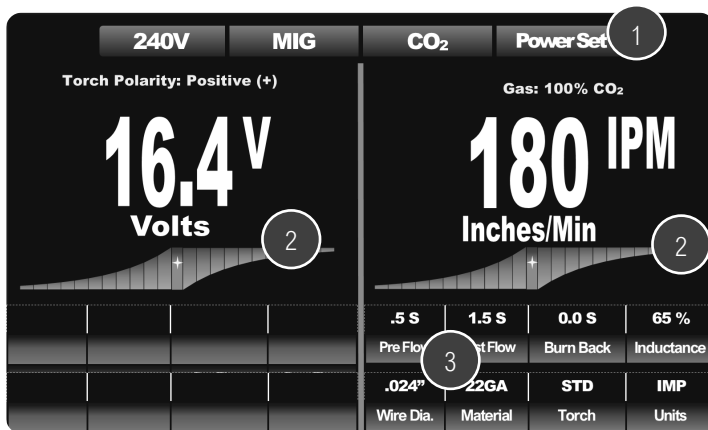 240V MIG CO₂ Power Set 1
Torch Polarity: Positive (+)
Gas: 100% CO₂
16.4 V
Volts
2
180 IPM
Inches/Min
2
.5 S 1.5 S 0.0 S 65 %
Pre Flow 3 Flow Burn Back Inductance
.024” 22GA STD IMP
Wire Dia. Material Torch Units